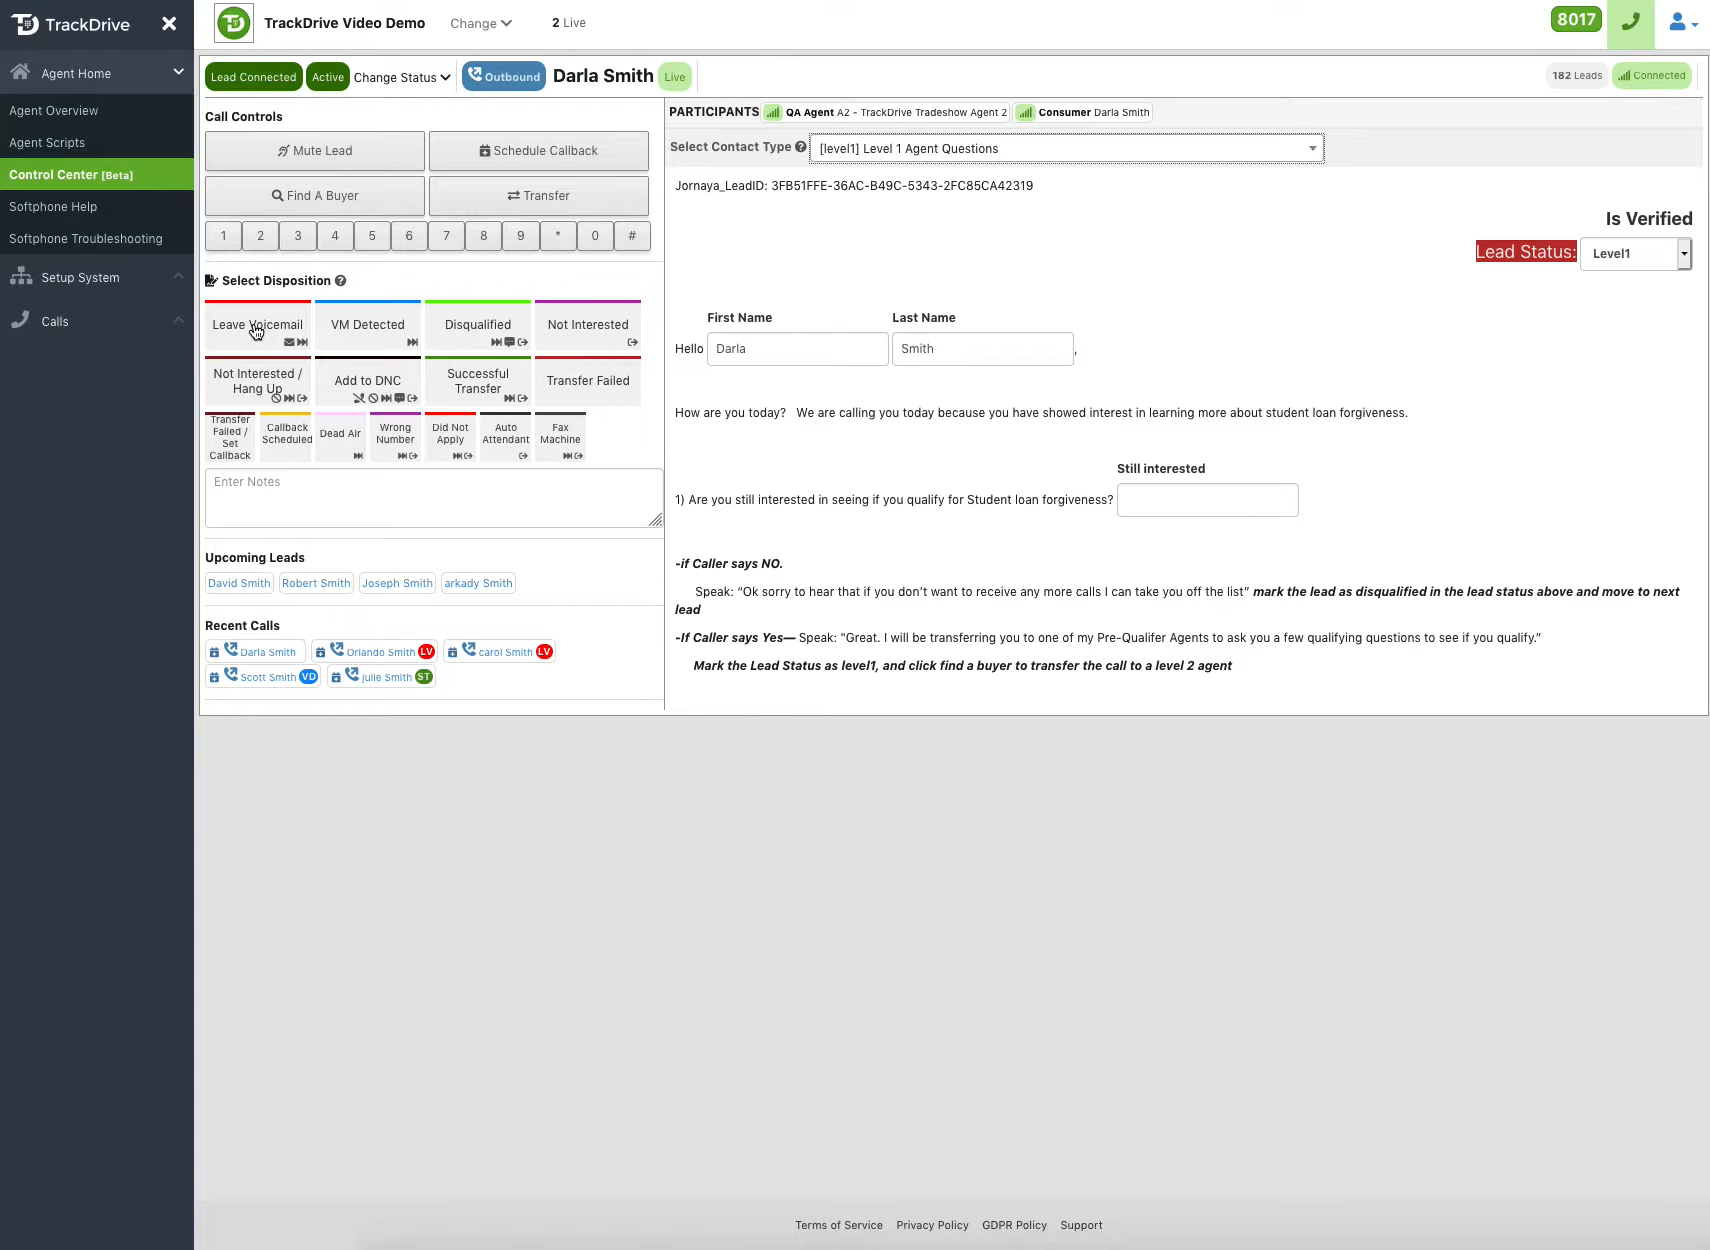 TrackDrive
TrackDrive Video Demo Change 2 Live 8017
Agent Home
Agent Overview
Agent Scripts
Control Center [Beta]
Softphone Help
Softphone Troubleshooting
Setup System
Calls
Lead Connected Active Change Status Outbound Darla Smith Live 182 Leads Connected
Call Controls
Mute Lead Schedule Callback
Find A Buyer Transfer
1 2 3 4 5 6 7 8 9 * 0 #
Select Disposition
Leave Voicemail VM Detected Disqualified Not Interested
Not Interested / Hang Up Add to DNC Successful Transfer Transfer Failed
Transfer Failed / Set Callback Callback Scheduled Dead Air Wrong Number Did Not Apply Auto Attendant Fax Machine
Enter Notes
Upcoming Leads
David Smith Robert Smith Joseph Smith arkady Smith
Recent Calls
Darla Smith Orlando Smith LV carol Smith LV
Scott Smith VD julie Smith ST
PARTICIPANTS QA Agent A2 - TrackDrive Tradeshow Agent 2 Consumer Darla Smith
Select Contact Type [level1] Level 1 Agent Questions
Jornaya_LeadID: 3FB51FFE-36AC-B49C-5343-2FC85CA42319
Is Verified
Lead Status: Level1
First Name Last Name
Hello Darla Smith ,
How are you today? We are calling you today because you have showed interest in learning more about student loan forgiveness.
Still interested
1) Are you still interested in seeing if you qualify for Student loan forgiveness?
-if Caller says NO.
Speak: “Ok sorry to hear that if you don’t want to receive any more calls I can take you off the list” mark the lead as disqualified in the lead status above and move to next
lead
-If Caller says Yes— Speak: “Great. I will be transferring you to one of my Pre-Qualifer Agents to ask you a few qualifying questions to see if you qualify.”
Mark the Lead Status as level1, and click find a buyer to transfer the call to a level 2 agent
Terms of Service Privacy Policy GDPR Policy Support